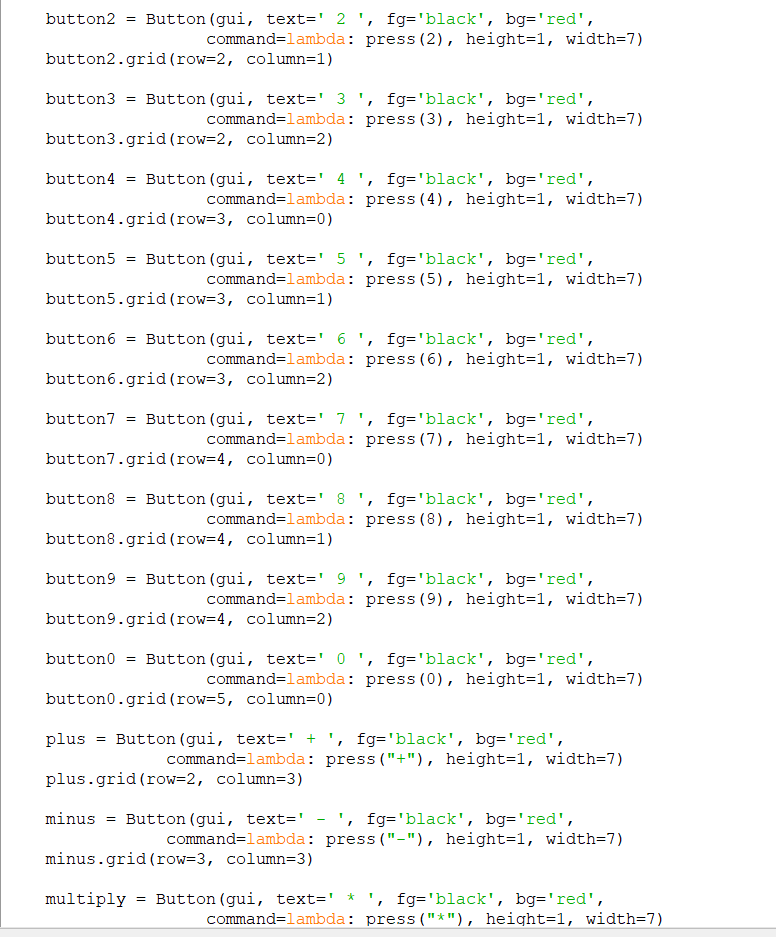 button2 = Button(gui, text=' 2 ', fg='black', bg='red',
                command=lambda: press(2), height=1, width=7)
button2.grid(row=2, column=1)

button3 = Button(gui, text=' 3 ', fg='black', bg='red',
                command=lambda: press(3), height=1, width=7)
button3.grid(row=2, column=2)

button4 = Button(gui, text=' 4 ', fg='black', bg='red',
                command=lambda: press(4), height=1, width=7)
button4.grid(row=3, column=0)

button5 = Button(gui, text=' 5 ', fg='black', bg='red',
                command=lambda: press(5), height=1, width=7)
button5.grid(row=3, column=1)

button6 = Button(gui, text=' 6 ', fg='black', bg='red',
                command=lambda: press(6), height=1, width=7)
button6.grid(row=3, column=2)

button7 = Button(gui, text=' 7 ', fg='black', bg='red',
                command=lambda: press(7), height=1, width=7)
button7.grid(row=4, column=0)

button8 = Button(gui, text=' 8 ', fg='black', bg='red',
                command=lambda: press(8), height=1, width=7)
button8.grid(row=4, column=1)

button9 = Button(gui, text=' 9 ', fg='black', bg='red',
                command=lambda: press(9), height=1, width=7)
button9.grid(row=4, column=2)

button0 = Button(gui, text=' 0 ', fg='black', bg='red',
                command=lambda: press(0), height=1, width=7)
button0.grid(row=5, column=0)

plus = Button(gui, text=' + ', fg='black', bg='red',
            command=lambda: press("+"), height=1, width=7)
plus.grid(row=2, column=3)

minus = Button(gui, text=' - ', fg='black', bg='red',
            command=lambda: press("-"), height=1, width=7)
minus.grid(row=3, column=3)

multiply = Button(gui, text=' * ', fg='black', bg='red',
                command=lambda: press("*"), height=1, width=7)